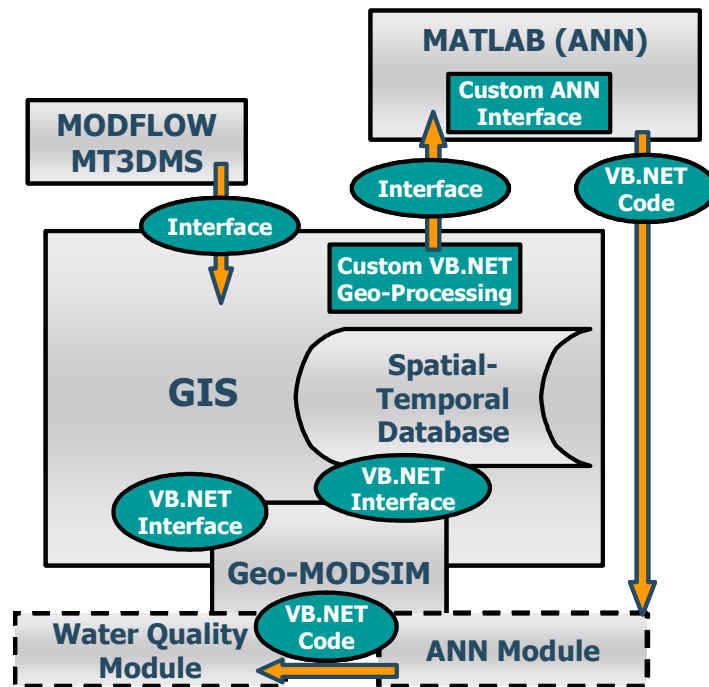 MATLAB (ANN)
Custom ANN
Interface
MODFLOW
MT3DMS
Interface
Interface
VB.NET
Code
Custom VB.NET
Geo-Processing
GIS
Spatial-
Temporal
Database
VB.NET
Interface
VB.NET
Interface
Geo-MODSIM
VB.NET
Code
Water Quality
Module
ANN Module